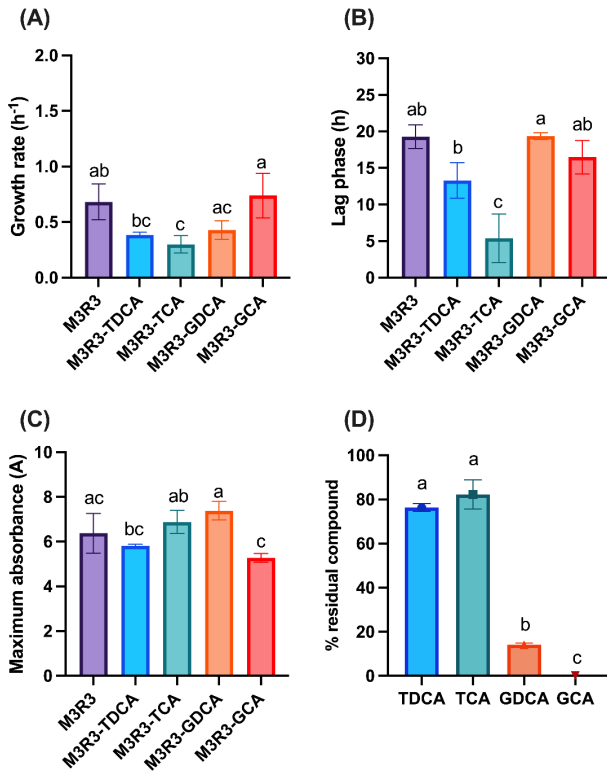 (A)
Growth rate (h⁻¹)
2.0
1.5
1.0
0.5
0.0
ab
bc
c
ac
a
M3R3
M3R3-TDCA
M3R3-TCA
M3R3-GDCA
M3R3-GCA
(B)
Lag phase (h)
30
25
20
15
10
5
0
ab
b
c
a
ab
M3R3
M3R3-TDCA
M3R3-TCA
M3R3-GDCA
M3R3-GCA
(C)
Maximum absorbance (A)
10
8
6
4
2
0
ac
bc
ab
a
c
M3R3
M3R3-TDCA
M3R3-TCA
M3R3-GDCA
M3R3-GCA
(D)
% residual compound
100
80
60
40
20
0
a
a
b
c
TDCA TCA GDCA GCA